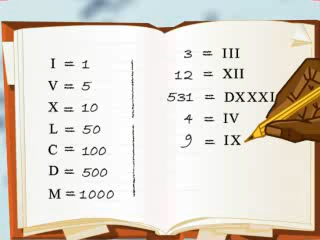 I = 1
V = 5
X = 10
L = 50
C = 100
D = 500
M = 1000
3 = III
12 = XII
531 = DXXXI
4 = IV
9 = IX